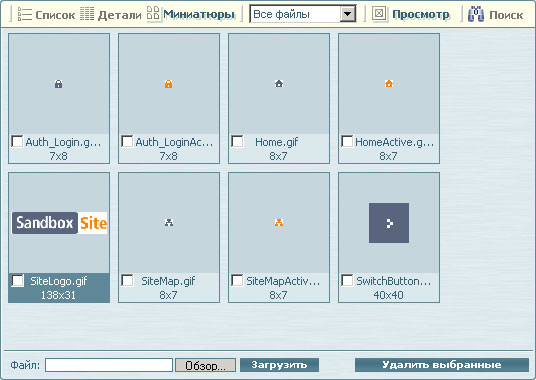 Список Детали Миниатюры Все файлы Просмотр Поиск
Auth_Login.g... Auth_LoginAc... Home.gif HomeActive.g...
7x8 7x8 8x7 8x7
Sandbox Site
SiteLogo.gif SiteMap.gif SiteMapActiv... SwitchButton...
138x31 8x7 8x7 40x40
Файл: Обзор... Загрузить Удалить выбранные